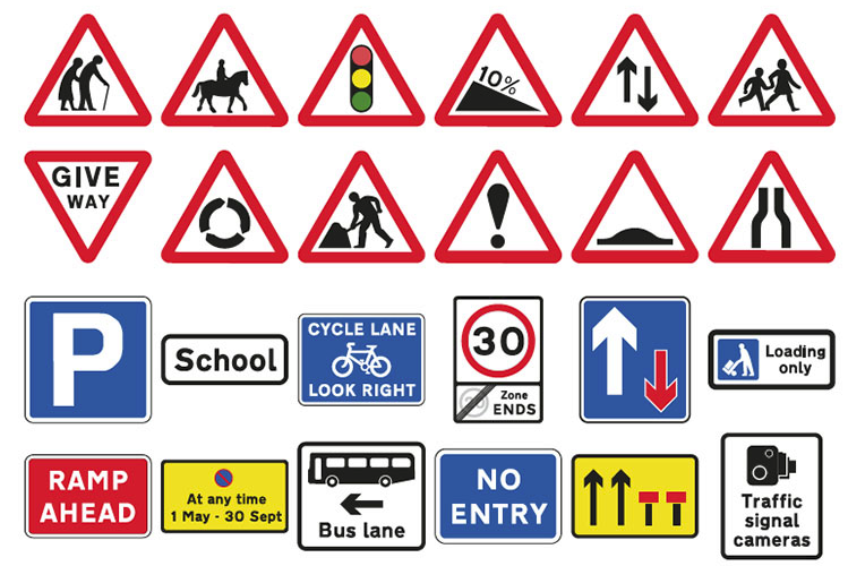 10%
GIVE
WAY
P
School
CYCLE LANE
LOOK RIGHT
30
Zone
ENDS
Loading
only
RAMP
AHEAD
At any time
1 May - 30 Sept
Bus lane
NO
ENTRY
Traffic
signal
cameras